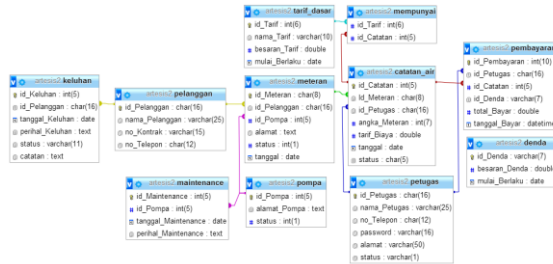 artesis2 tarif_dasar
id_Tarif : int(6)
nama_Tarif : varchar(10)
besaran_Tarif : double
mulai_Berlaku : date
artesis2 mempunyai
id_Tarif : int(6)
id_Catatan : int(5)
artesis2 pembayaran
id_Pembayaran : int(10)
id_Petugas : char(16)
id_Catatan : int(5)
id_Denda : varchar(7)
total_Bayar : double
tanggal_Bayar : datetime
artesis2 keluhan
id_Keluhan : int(5)
id_Pelanggan : char(16)
tanggal_Keluhan : date
perihal_Keluhan : text
status : varchar(11)
catatan : text
artesis2 pelanggan
id_Pelanggan : char(16)
nama_Pelanggan : varchar(25)
no_Kontrak : varchar(15)
no_Telepon : char(12)
artesis2 meteran
id_Meteran : char(8)
id_Pelanggan : char(16)
id_Pompa : int(5)
alamat : text
status : int(1)
tanggal : date
artesis2 catatan_air
id_Catatan : int(5)
Id_Meteran : char(8)
id_Petugas : char(16)
angka_Meteran : int(7)
tarif_Biaya : double
tanggal : date
status : char(5)
artesis2 denda
id_Denda : varchar(7)
besaran_Denda : double
mulai_Berlaku : date
artesis2 maintenance
id_Maintenance : int(5)
id_Pompa : int(5)
tanggal_Maintenance : date
perihal_Maintenance : text
artesis2 pompa
id_Pompa : int(5)
alamat_Pompa : text
status : int(1)
artesis2 petugas
id_Petugas : char(16)
nama_Petugas : varchar(25)
no_Telepon : char(12)
password : varchar(16)
alamat : varchar(50)
status : varchar(1)